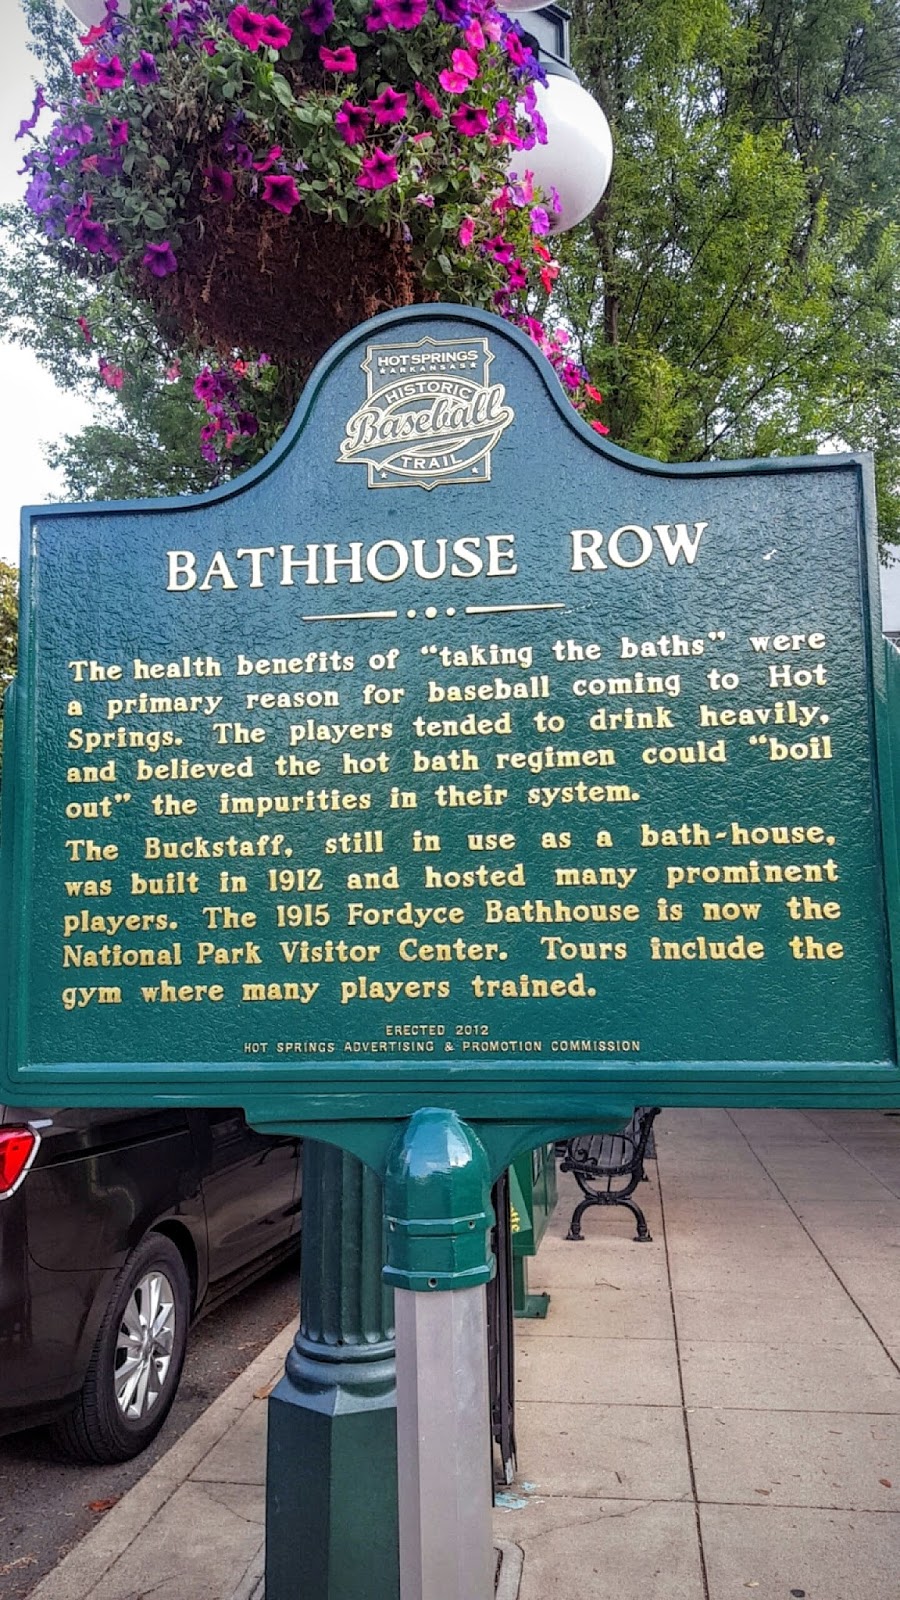 HOT SPRINGS
★ARKANSAS★
HISTORIC
Baseball
TRAIL
BATHHOUSE ROW
The health benefits of "taking the baths" were
a primary reason for baseball coming to Hot
Springs. The players tended to drink heavily,
and believed the hot bath regimen could "boil
out" the impurities in their system.
The Buckstaff, still in use as a bath-house,
was built in 1912 and hosted many prominent
players. The 1915 Fordyce Bathhouse is now the
National Park Visitor Center. Tours include the
gym where many players trained.
ERECTED 2012
HOT SPRINGS ADVERTISING & PROMOTION COMMISSION